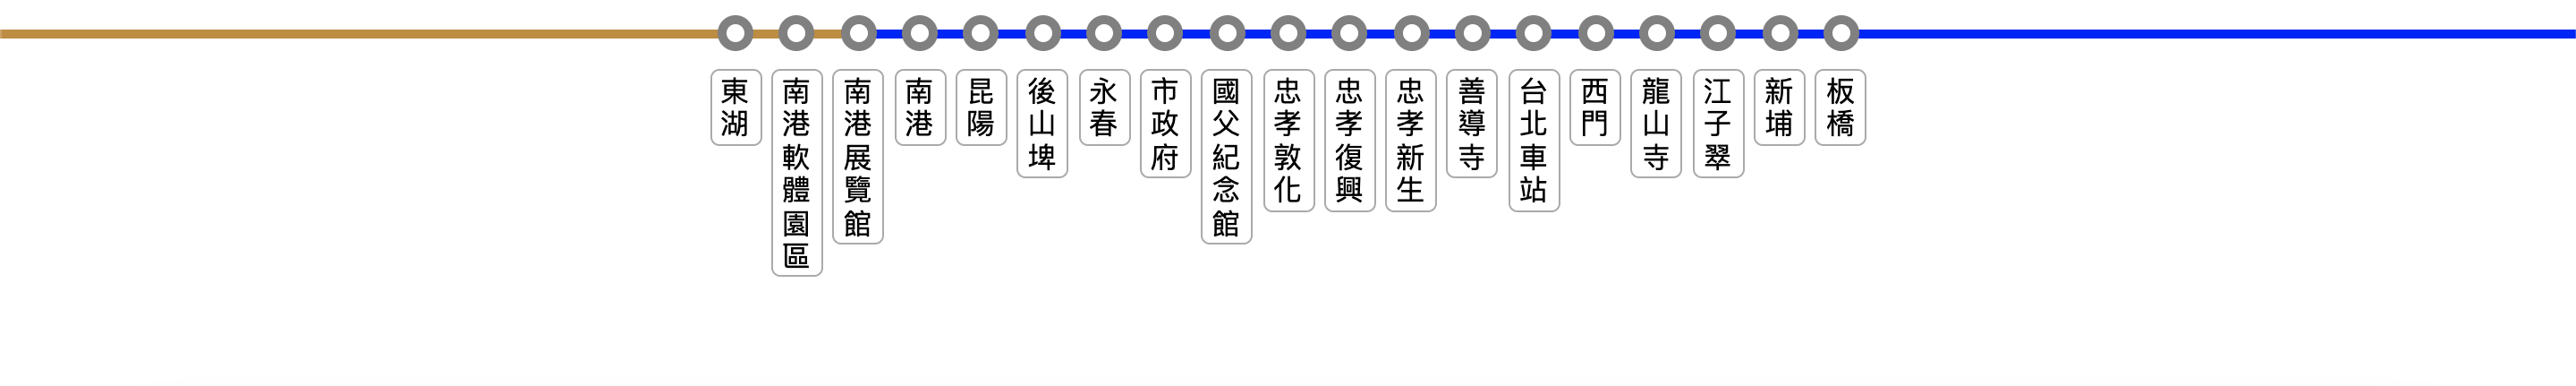 東湖
南港軟體園區
南港展覽館
南港
昆陽
後山埤
永春
市政府
國父紀念館
忠孝敦化
忠孝復興
忠孝新生
善導寺
台北車站
西門
龍山寺
江子翠
新埔
板橋